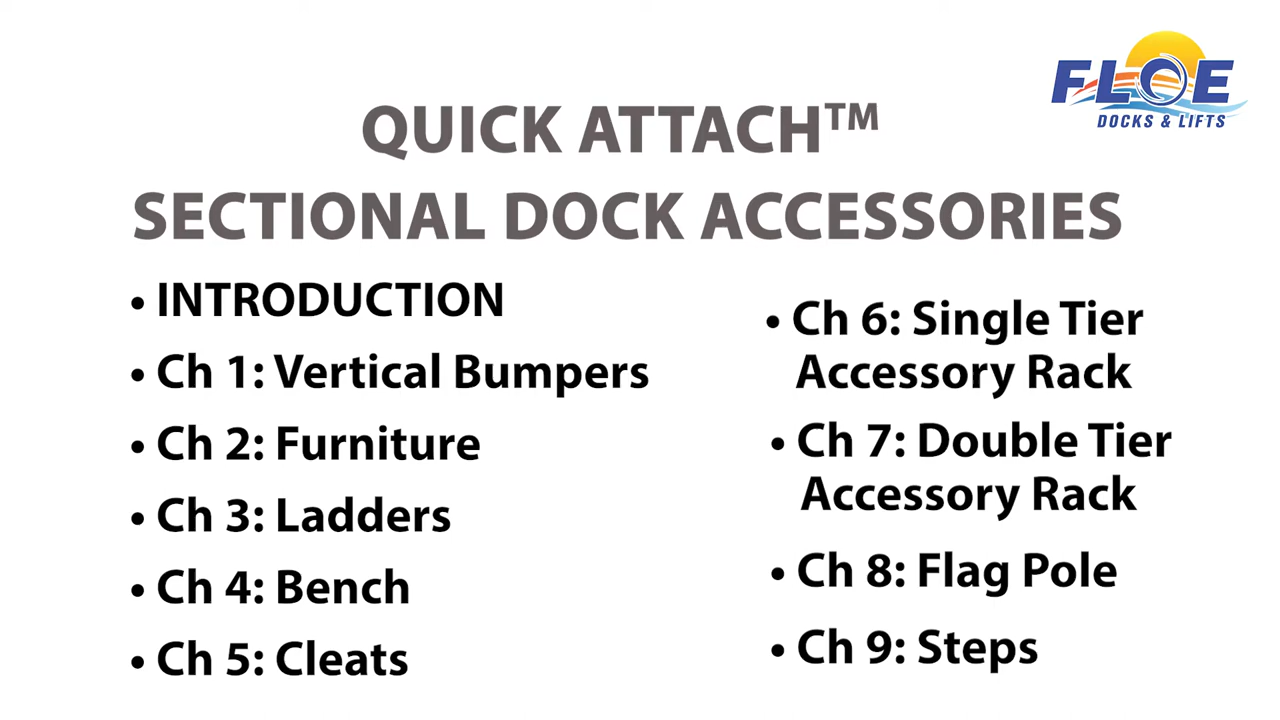 FLOE
DOCKS & LIFTS
QUICK ATTACH™
SECTIONAL DOCK ACCESSORIES
• INTRODUCTION
• Ch 1: Vertical Bumpers
• Ch 2: Furniture
• Ch 3: Ladders
• Ch 4: Bench
• Ch 5: Cleats
• Ch 6: Single Tier
Accessory Rack
• Ch 7: Double Tier
Accessory Rack
• Ch 8: Flag Pole
• Ch 9: Steps